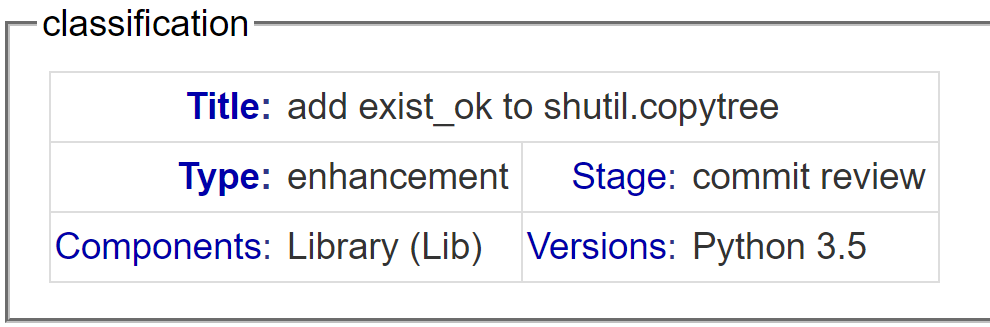 classification
Title: add exist_ok to shutil.copytree
Type: enhancement Stage: commit review
Components: Library (Lib) Versions: Python 3.5